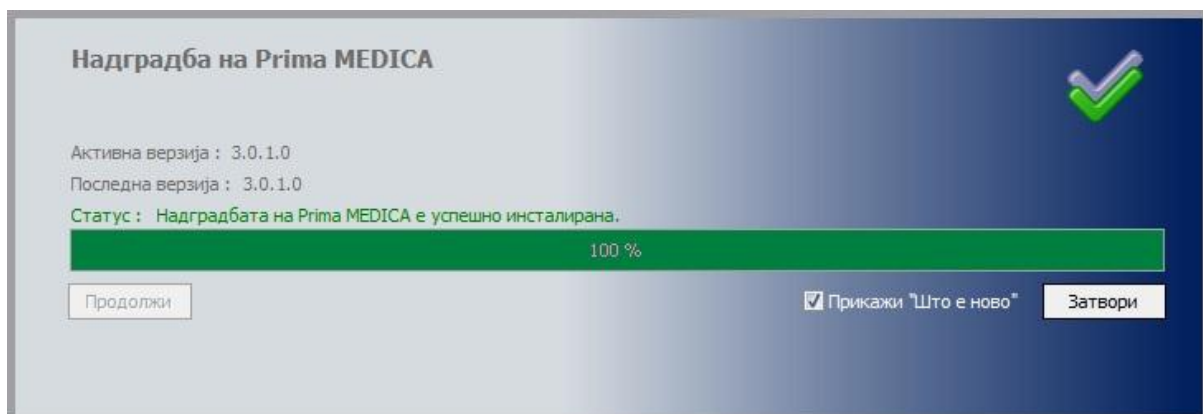 Надградба на Prima MEDICA
Активна верзија : 3.0.1.0
Последна верзија : 3.0.1.0
Статус : Надградбата на Prima MEDICA е успешно инсталирана.
100 %
Продолжи
Прикажи "Што е ново"
Затвори